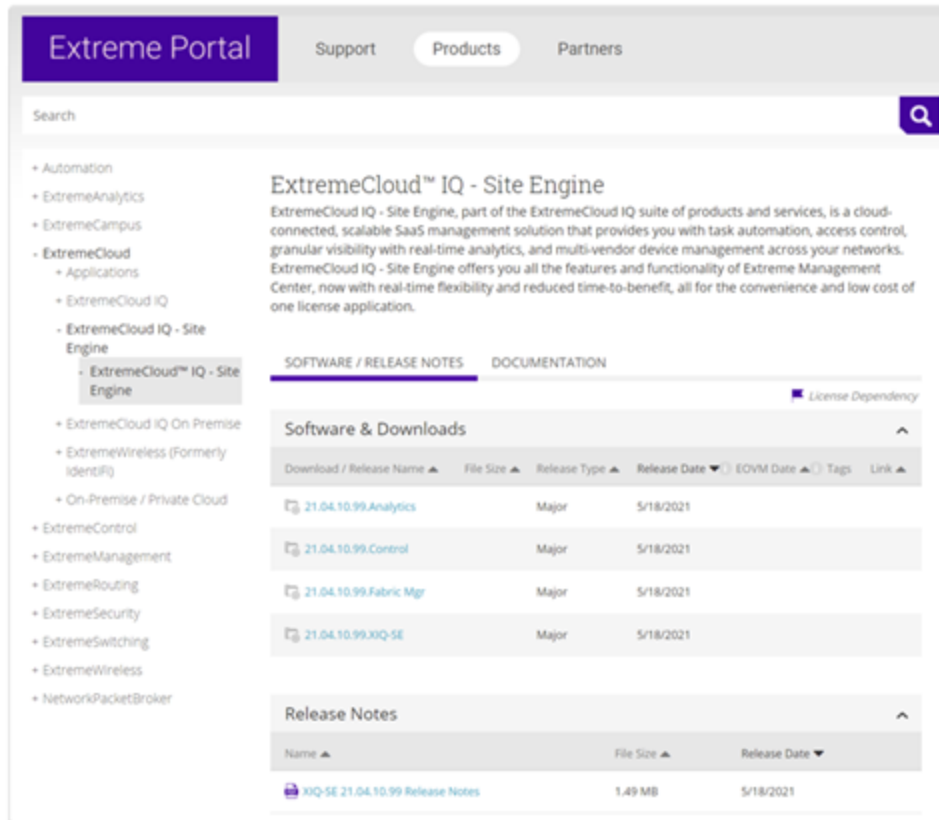 Extreme Portal
Support
Products
Partners
Search
+ Automation
+ ExtremeAnalytics
+ ExtremeCampus
- ExtremeCloud
+ Applications
+ ExtremeCloud IQ
- ExtremeCloud IQ - Site
Engine
- ExtremeCloud™ IQ - Site
Engine
+ ExtremeCloud IQ On Premise
+ ExtremeWireless (Formerly
IdentiFi)
+ On-Premise / Private Cloud
+ ExtremeControl
+ ExtremeManagement
+ ExtremeRouting
+ ExtremeSecurity
+ ExtremeSwitching
+ ExtremeWireless
+ NetworkPacketBroker
ExtremeCloud™ IQ - Site Engine
ExtremeCloud IQ - Site Engine, part of the ExtremeCloud IQ suite of products and services, is a cloud-
connected, scalable SaaS management solution that provides you with task automation, access control,
granular visibility with real-time analytics, and multi-vendor device management across your networks.
ExtremeCloud IQ - Site Engine offers you all the features and functionality of Extreme Management
Center, now with real-time flexibility and reduced time-to-benefit, all for the convenience and low cost of
one license application.
SOFTWARE / RELEASE NOTES DOCUMENTATION
License Dependency
Software & Downloads
Download / Release Name File Size Release Type Release Date EOVM Date Tags Link
21.04.10.99.Analytics Major 5/18/2021
21.04.10.99.Control Major 5/18/2021
21.04.10.99.Fabric Mgr Major 5/18/2021
21.04.10.99.XIQ-SE Major 5/18/2021
Release Notes
Name File Size Release Date
XIQ-SE 21.04.10.99 Release Notes 1.49 MB 5/18/2021